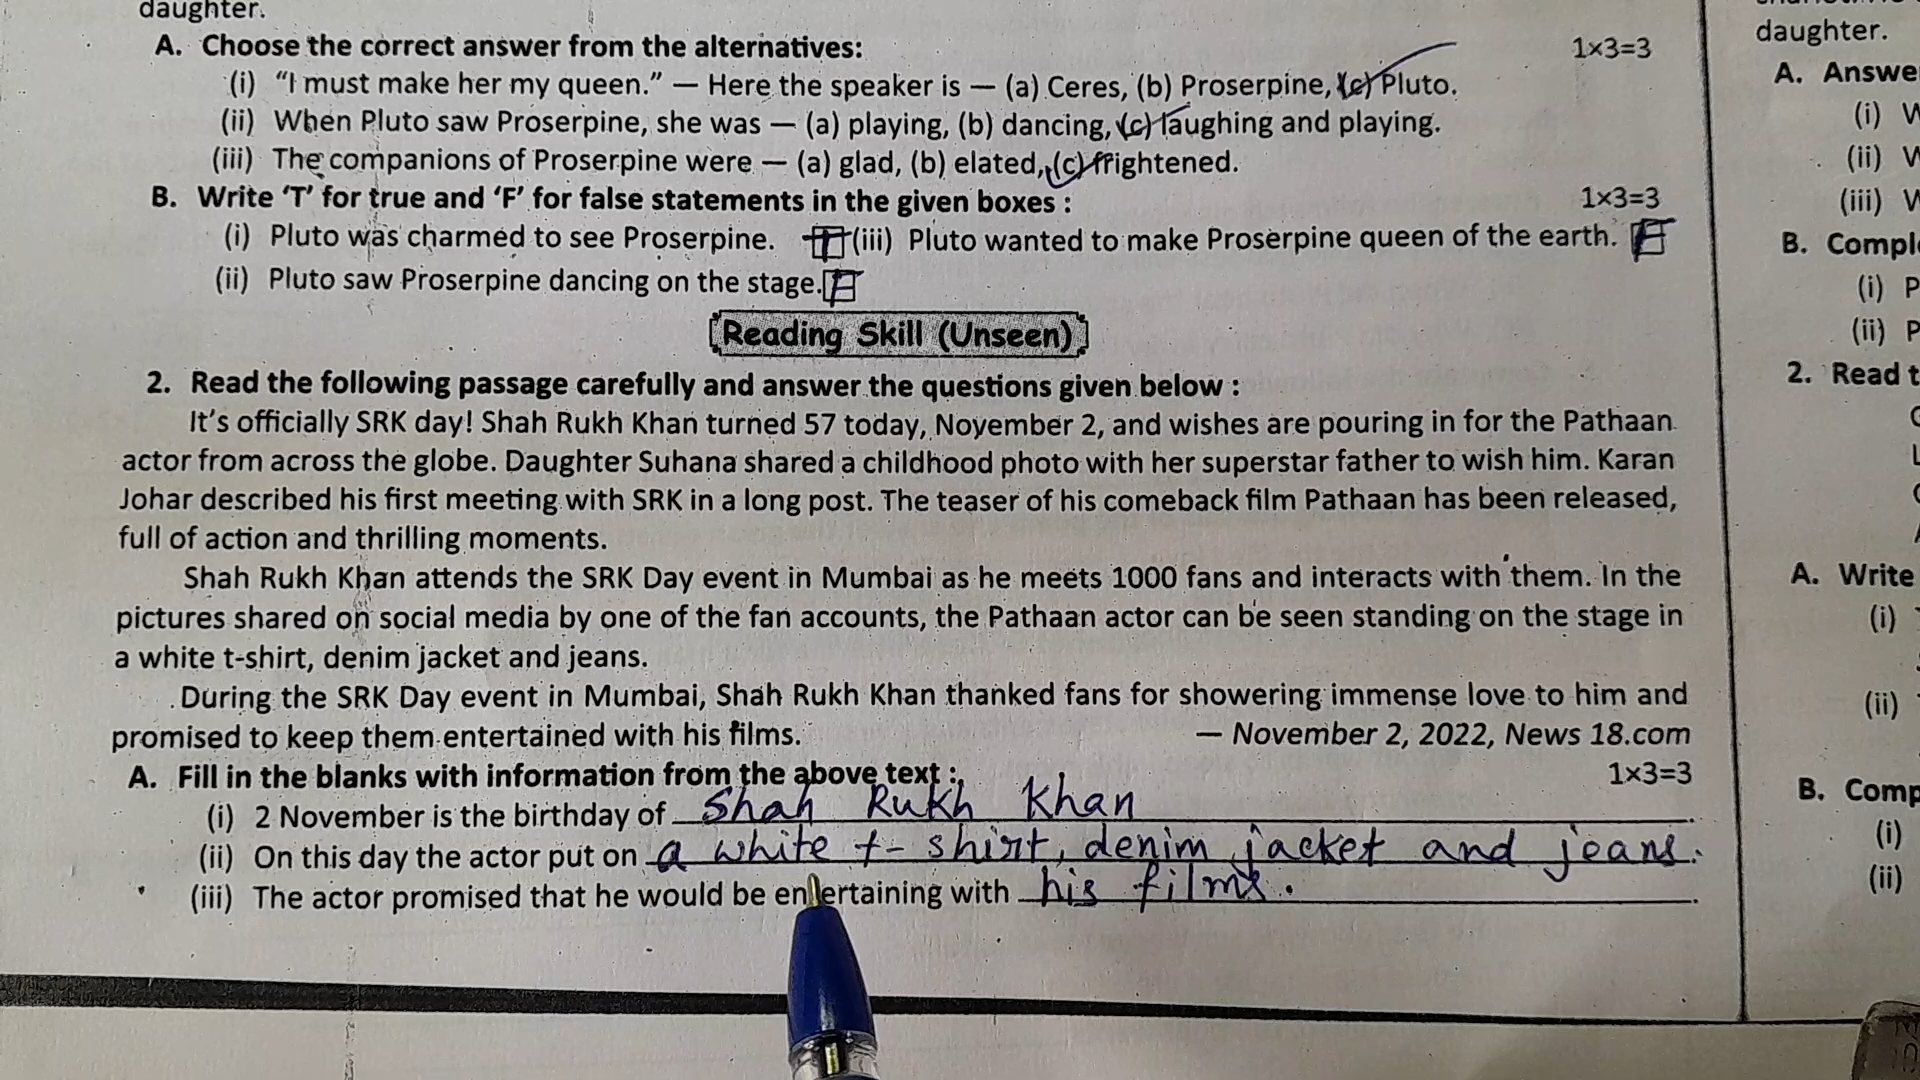 daughter.
A. Choose the correct answer from the alternatives: 1×3=3
(i) "I must make her my queen." — Here the speaker is — (a) Ceres, (b) Proserpine, (c) Pluto.
(ii) When Pluto saw Proserpine, she was — (a) playing, (b) dancing, (c) laughing and playing.
(iii) The companions of Proserpine were — (a) glad, (b) elated, (c) frightened.
B. Write 'T' for true and 'F' for false statements in the given boxes : 1×3=3
(i) Pluto was charmed to see Proserpine. T (iii) Pluto wanted to make Proserpine queen of the earth. F
(ii) Pluto saw Proserpine dancing on the stage. F
Reading Skill (Unseen)
2. Read the following passage carefully and answer the questions given below :
It's officially SRK day! Shah Rukh Khan turned 57 today, November 2, and wishes are pouring in for the Pathaan
actor from across the globe. Daughter Suhana shared a childhood photo with her superstar father to wish him. Karan
Johar described his first meeting with SRK in a long post. The teaser of his comeback film Pathaan has been released,
full of action and thrilling moments.
Shah Rukh Khan attends the SRK Day event in Mumbai as he meets 1000 fans and interacts with them. In the
pictures shared on social media by one of the fan accounts, the Pathaan actor can be seen standing on the stage in
a white t-shirt, denim jacket and jeans.
During the SRK Day event in Mumbai, Shah Rukh Khan thanked fans for showering immense love to him and
promised to keep them entertained with his films. — November 2, 2022, News 18.com
A. Fill in the blanks with information from the above text : 1×3=3
(i) 2 November is the birthday of Shah Rukh Khan
(ii) On this day the actor put on a white t-shirt, denim jacket and jeans.
(iii) The actor promised that he would be entertaining with his films.
daughter.
A. Answe
(i) W
(ii) W
(iii) W
B. Comple
(i) P
(ii) P
2. Read t
A. Write
(i)
(ii)
B. Comp
(i)
(ii)